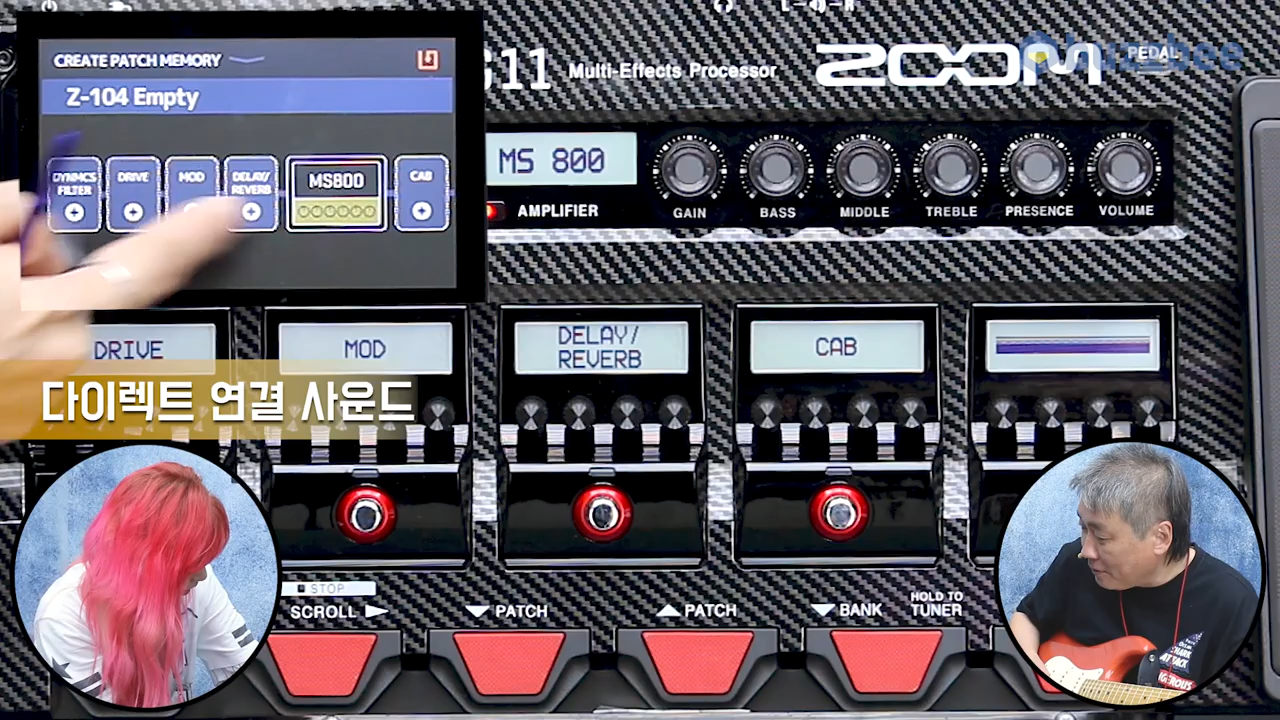 CREATE PATCH MEMORY
Z-104 Empty
DYNMCS
FILTER
DRIVE
MOD
DELAY/
REVERB
MS800
CAB
G11
Multi-Effects Processor
ZOOM
PEDAL
MS 800
AMPLIFIER
GAIN
BASS
MIDDLE
TREBLE
PRESENCE
VOLUME
DRIVE
MOD
DELAY/
REVERB
CAB
다이렉트 연결 사운드
STOP
SCROLL
PATCH
PATCH
BANK
HOLD TO
TUNER